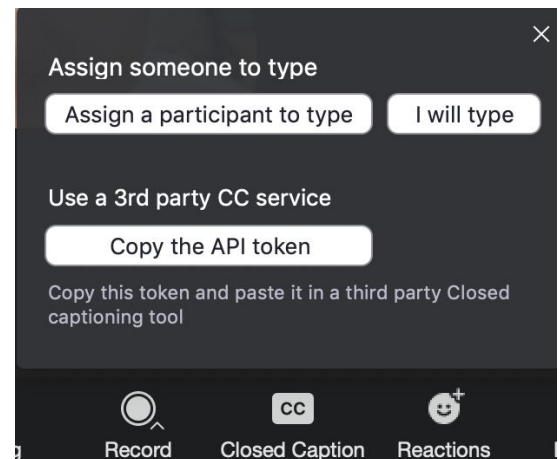 Assign someone to type
Assign a participant to type I will type
Use a 3rd party CC service
Copy the API token
Copy this token and paste it in a third party Closed
captioning tool
CC
Record Closed Caption Reactions